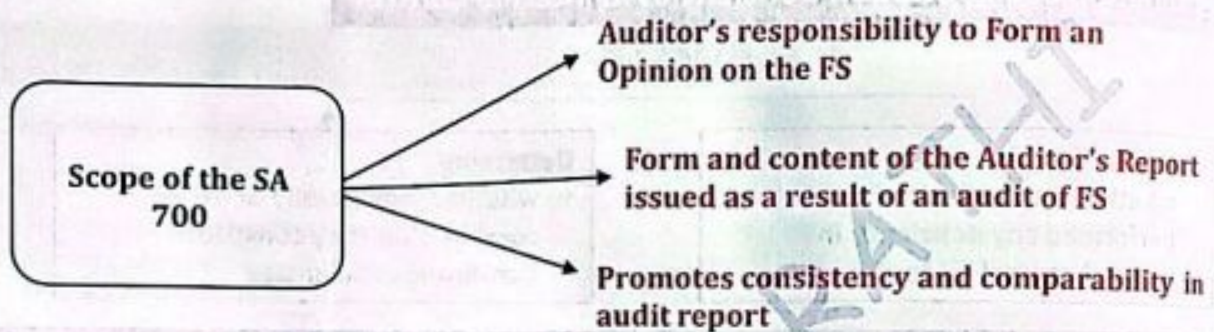 Auditor's responsibility to Form an
Opinion on the FS
Scope of the SA
700
Form and content of the Auditor's Report
issued as a result of an audit of FS
Promotes consistency and comparability in
audit report